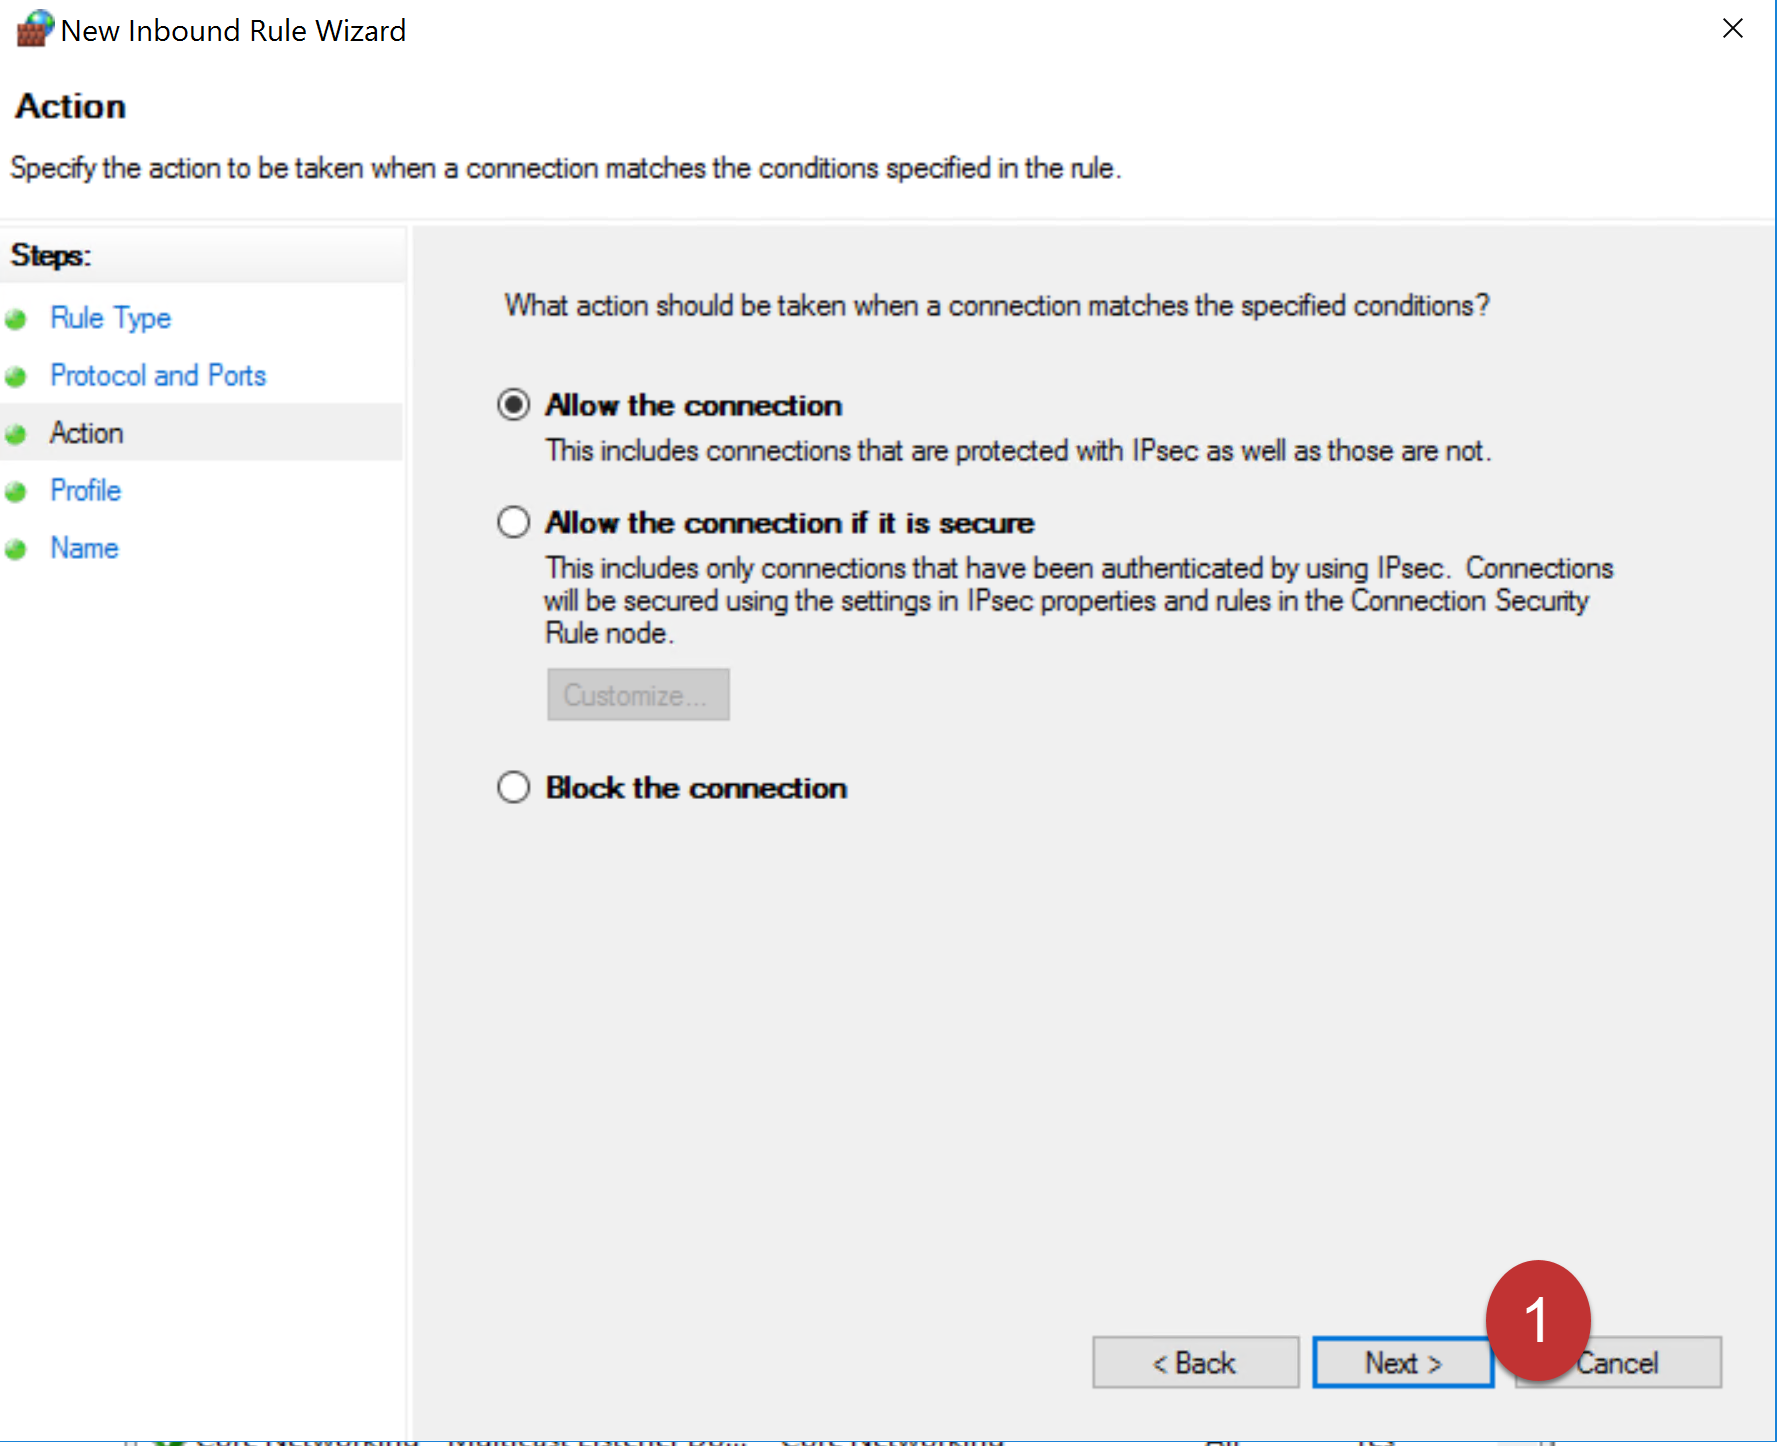 New Inbound Rule Wizard
Action
Specify the action to be taken when a connection matches the conditions specified in the rule.
Steps:
Rule Type
Protocol and Ports
Action
Profile
Name
What action should be taken when a connection matches the specified conditions?
Allow the connection
This includes connections that are protected with IPsec as well as those are not.
Allow the connection if it is secure
This includes only connections that have been authenticated by using IPsec.  Connections
will be secured using the settings in IPsec properties and rules in the Connection Security
Rule node.
Customize...
Block the connection
1
< Back
Next >
Cancel